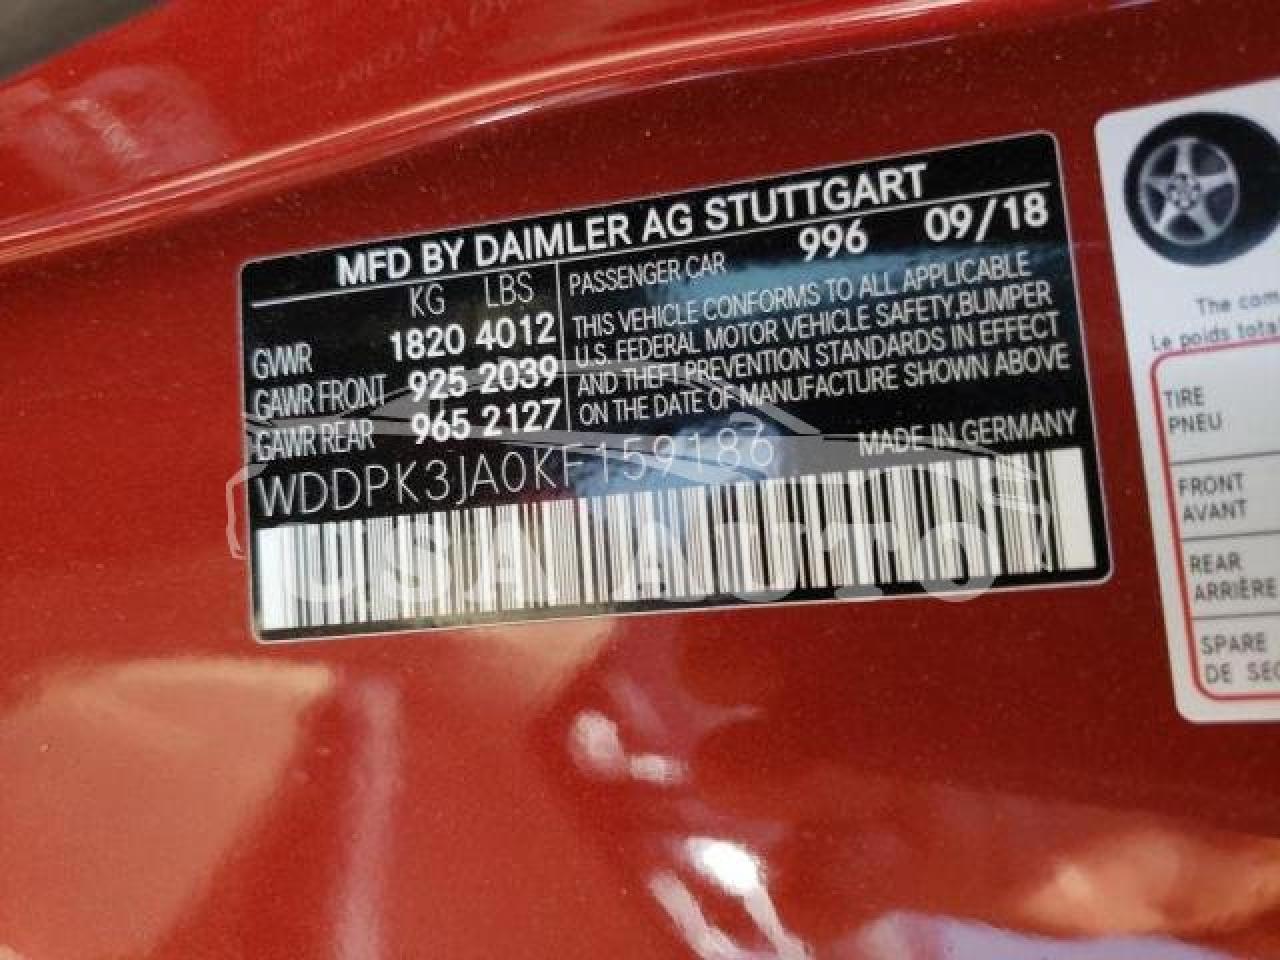 MFD BY DAIMLER AG STUTTGART
KG LBS
GVWR 1820 4012
GAWR FRONT 925 2039
GAWR REAR 965 2127
PASSENGER CAR 996 09/18
THIS VEHICLE CONFORMS TO ALL APPLICABLE
U.S. FEDERAL MOTOR VEHICLE SAFETY,BUMPER
AND THEFT PREVENTION STANDARDS IN EFFECT
ON THE DATE OF MANUFACTURE SHOWN ABOVE
WDDPK3JA0KF159186 MADE IN GERMANY
USA AUTO
The com
Le poids tota
TIRE
PNEU
FRONT
AVANT
REAR
ARRIÈRE
SPARE
DE SEC